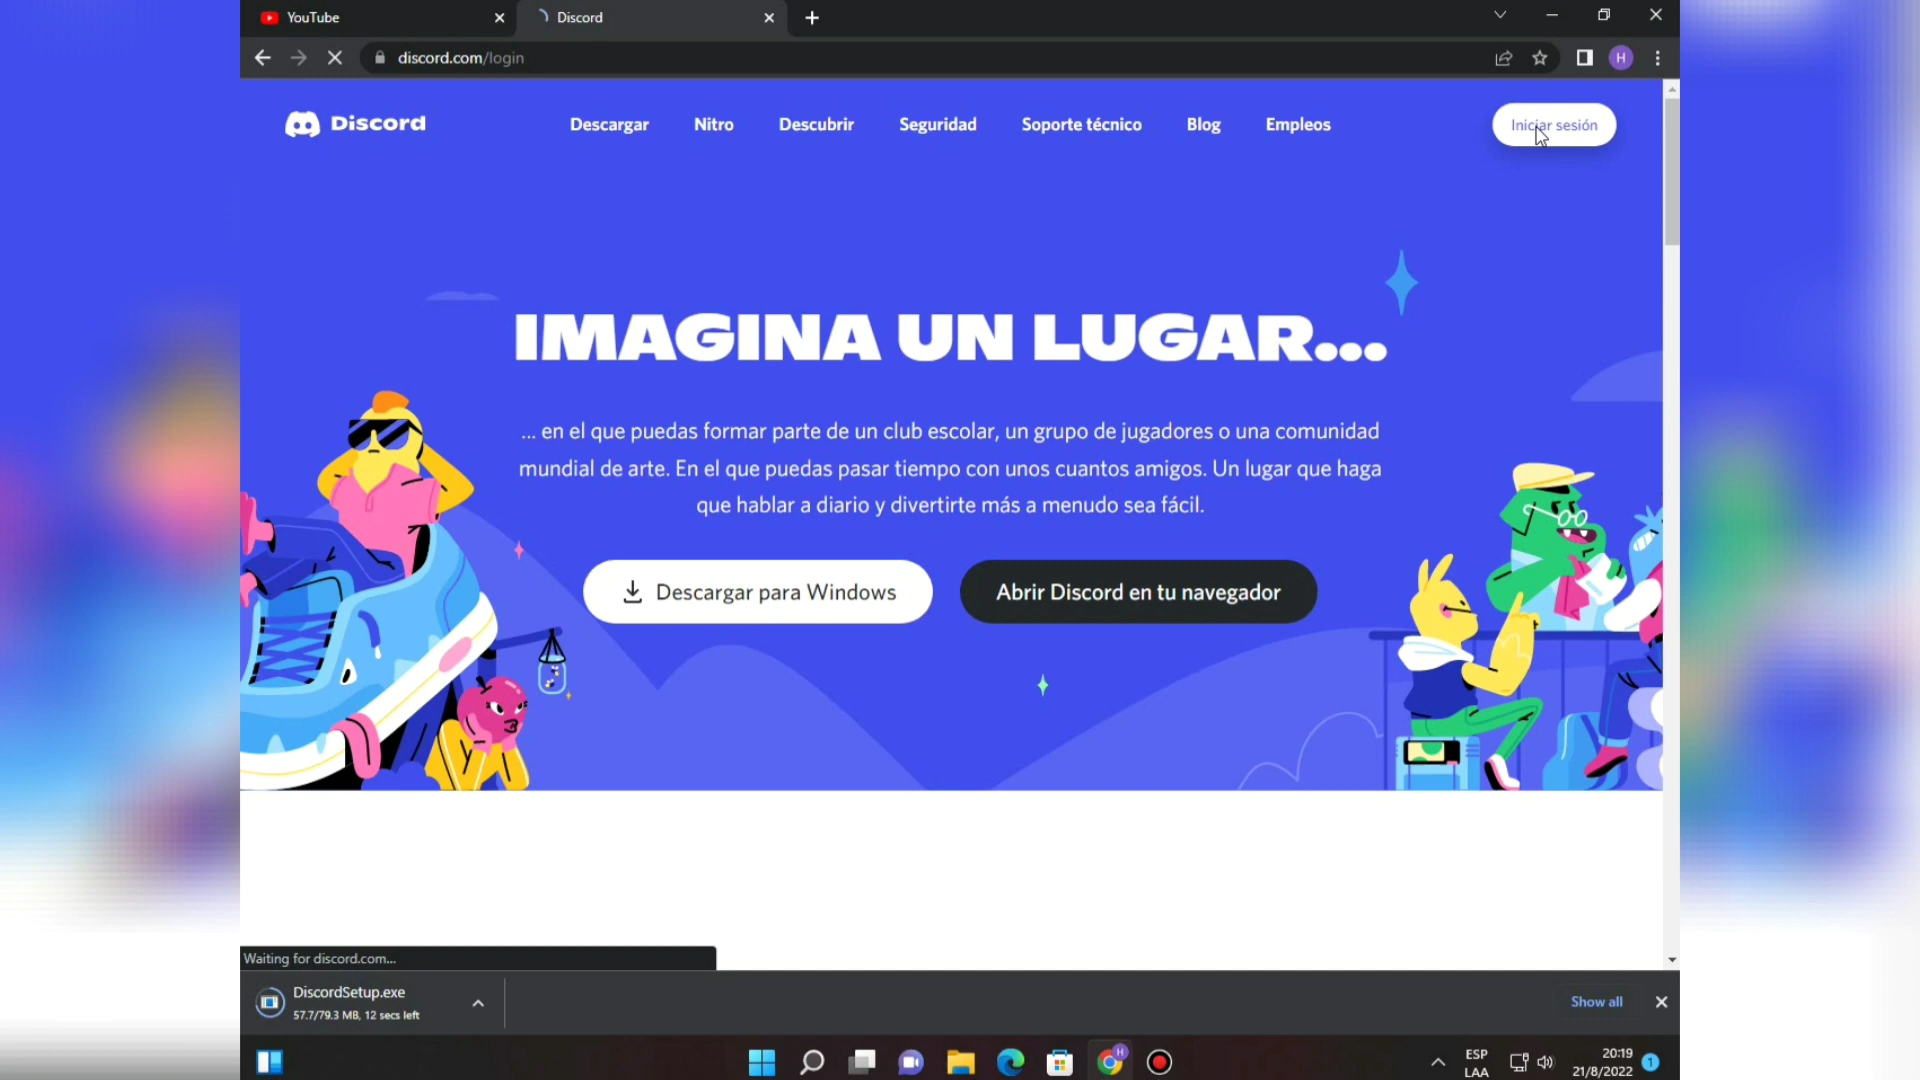 YouTube
Discord
discord.com/login
H
Discord
Descargar
Nitro
Descubrir
Seguridad
Soporte técnico
Blog
Empleos
Iniciar sesión
IMAGINA UN LUGAR...
... en el que puedas formar parte de un club escolar, un grupo de jugadores o una comunidad
mundial de arte. En el que puedas pasar tiempo con unos cuantos amigos. Un lugar que haga
que hablar a diario y divertirte más a menudo sea fácil.
Descargar para Windows
Abrir Discord en tu navegador
Waiting for discord.com...
DiscordSetup.exe
57.7/79.3 MB, 12 secs left
Show all
H
ESP
LAA
20:19
21/8/2022
1